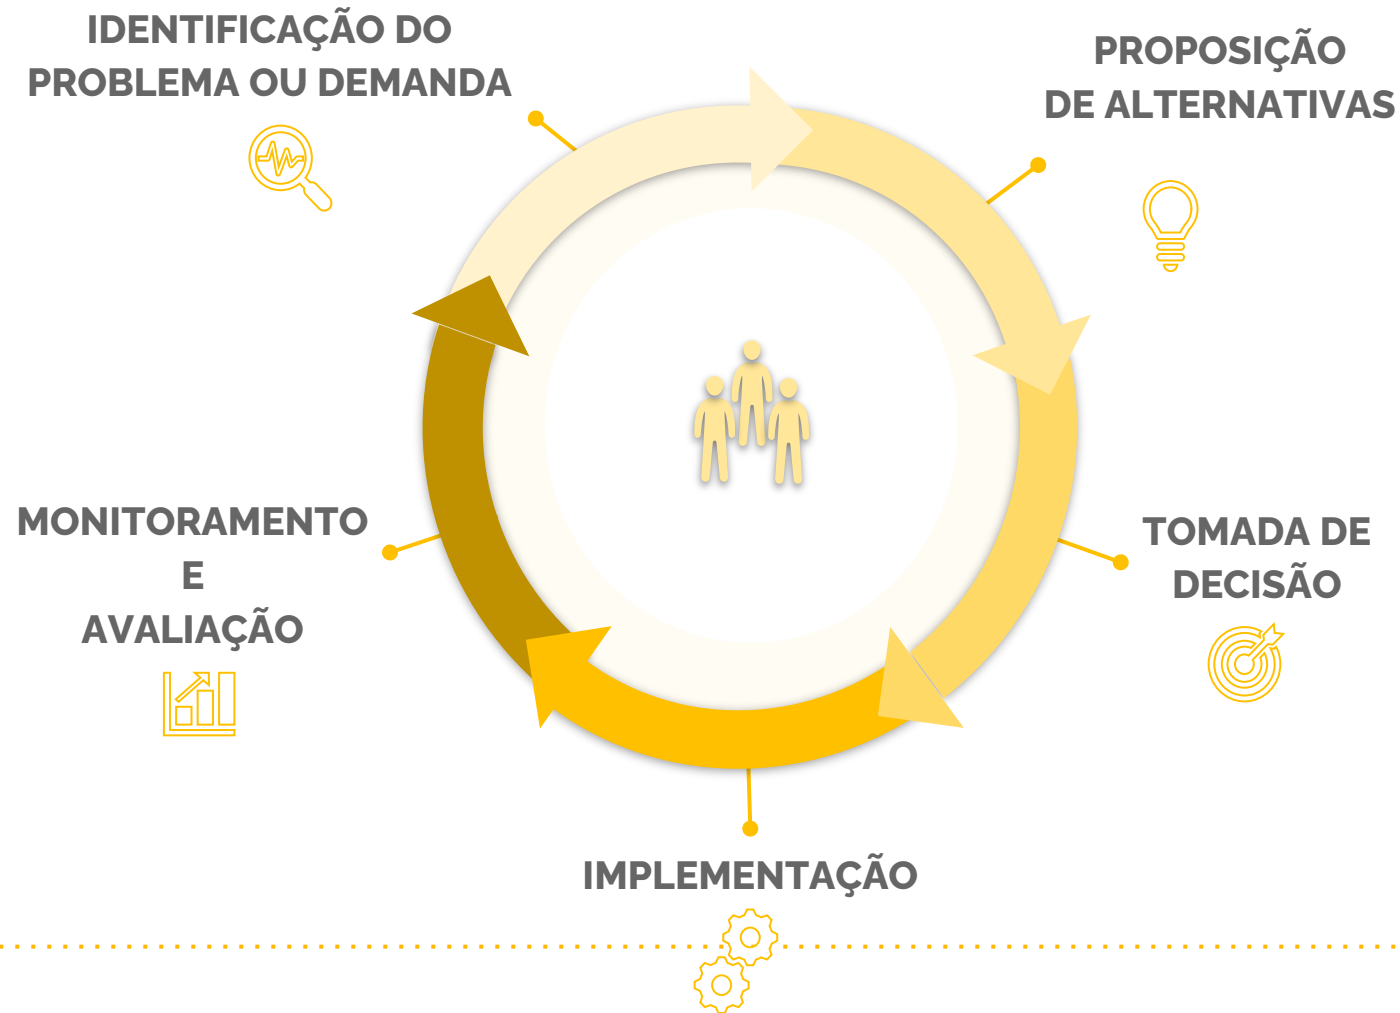 IDENTIFICAÇÃO DO
PROBLEMA OU DEMANDA
PROPOSIÇÃO
DE ALTERNATIVAS
TOMADA DE
DECISÃO
IMPLEMENTAÇÃO
MONITORAMENTO
E
AVALIAÇÃO